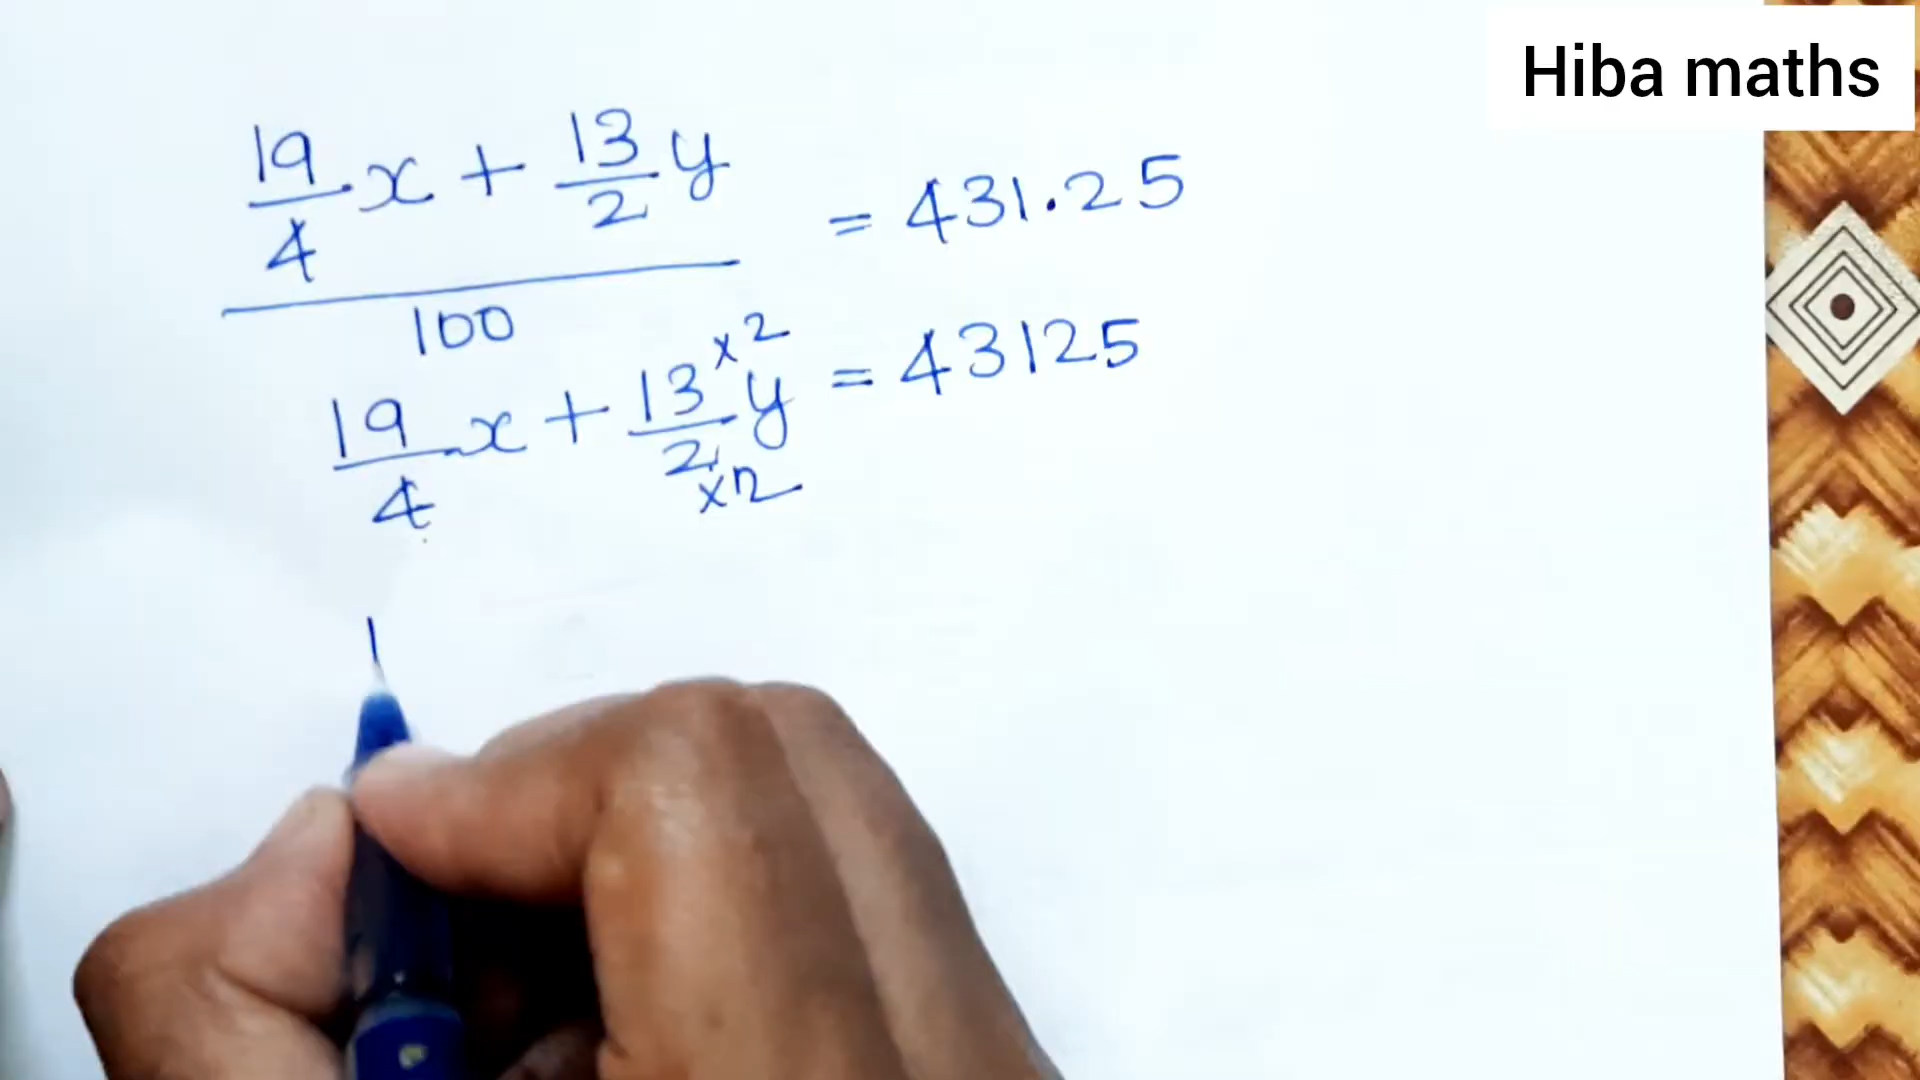 Hiba maths
19/4 x + 13/2 y
100
= 431.25
19/4 x + 13×2/2×2 y = 43125
1